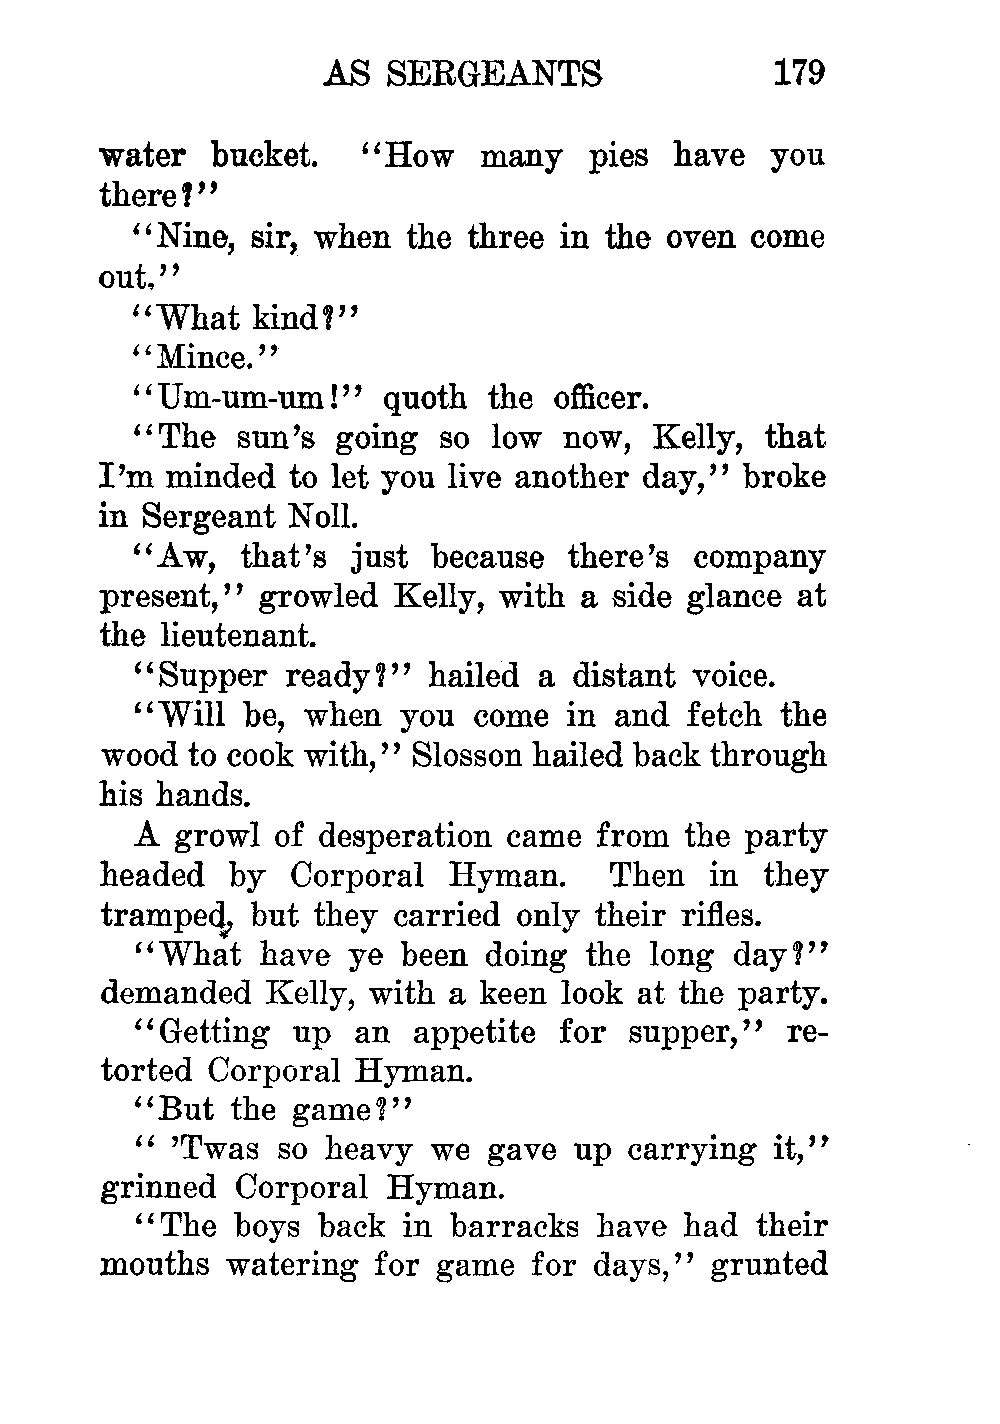 AS SERGEANTS 179
water bucket. "How many pies have you
there?"
"Nine, sir, when the three in the oven come
out."
"What kind?"
"Mince."
"Um-um-um!" quoth the officer.
"The sun's going so low now, Kelly, that
I'm minded to let you live another day," broke
in Sergeant Noll.
"Aw, that's just because there's company
present," growled Kelly, with a side glance at
the lieutenant.
"Supper ready?" hailed a distant voice.
"Will be, when you come in and fetch the
wood to cook with," Slosson hailed back through
his hands.
A growl of desperation came from the party
headed by Corporal Hyman. Then in they
tramped, but they carried only their rifles.
"What have ye been doing the long day?"
demanded Kelly, with a keen look at the party.
"Getting up an appetite for supper," re-
torted Corporal Hyman.
"But the game?"
" 'Twas so heavy we gave up carrying it,"
grinned Corporal Hyman.
"The boys back in barracks have had their
mouths watering for game for days," grunted